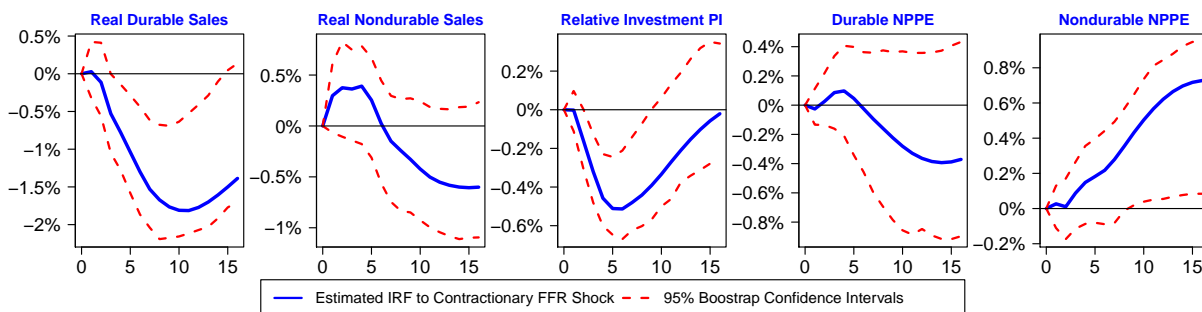 Real Durable Sales
Real Nondurable Sales
Relative Investment PI
Durable NPPE
Nondurable NPPE
0.5%
0%
−0.5%
−1%
−1.5%
−2%
0 5 10 15
0.5%
0%
−0.5%
−1%
0 5 10 15
0.2%
0%
−0.2%
−0.4%
−0.6%
0 5 10 15
0.4%
0.2%
0%
−0.2%
−0.4%
−0.6%
−0.8%
0 5 10 15
0.8%
0.6%
0.4%
0.2%
0%
−0.2%
0 5 10 15
Estimated IRF to Contractionary FFR Shock
95% Boostrap Confidence Intervals